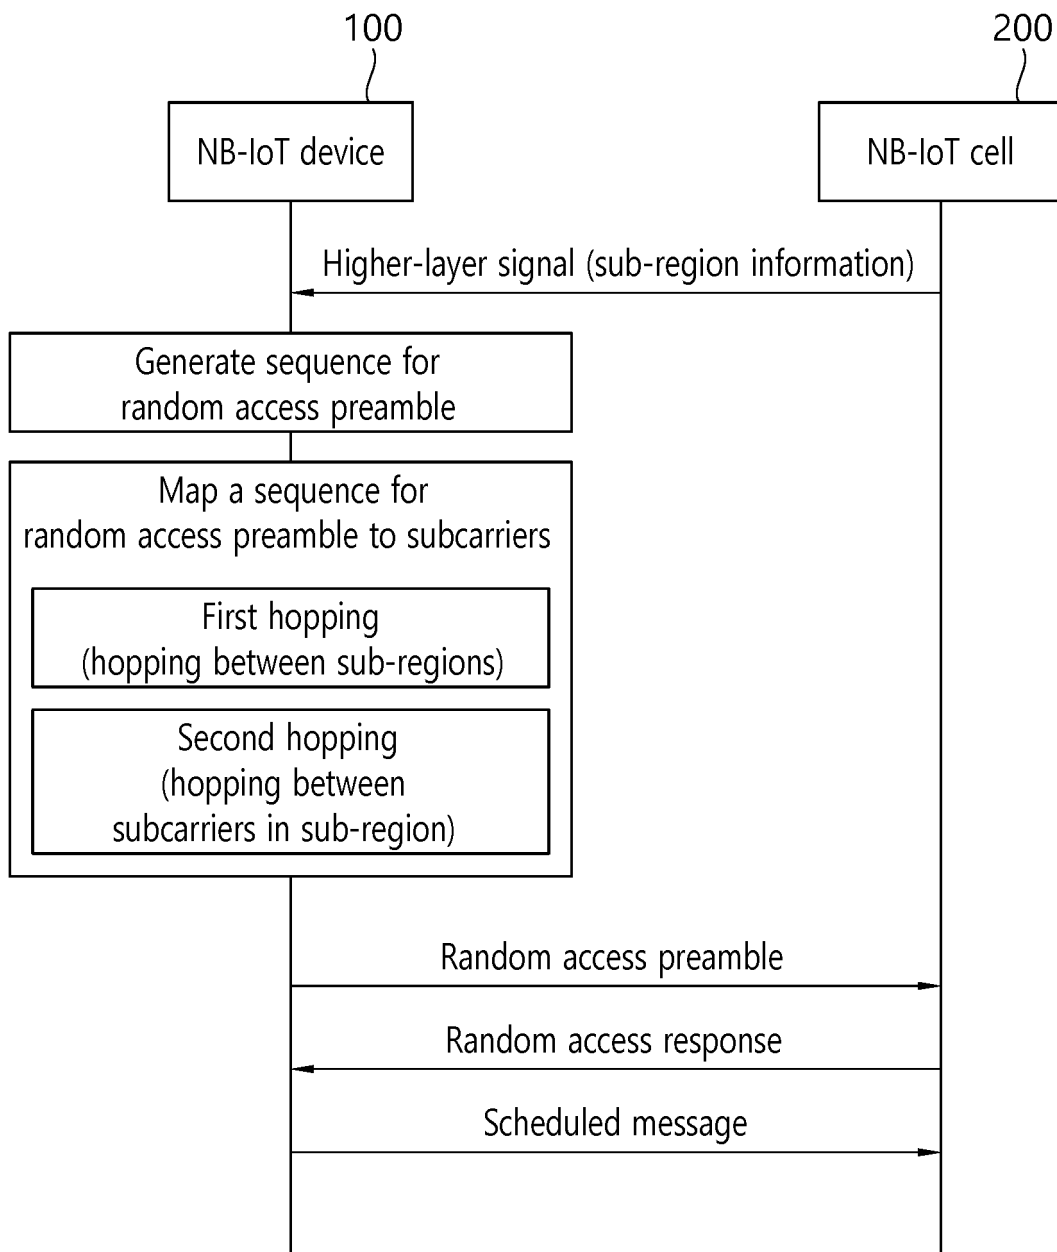 100
200
NB-IoT device
NB-IoT cell
Higher-layer signal (sub-region information)
Generate sequence for
random access preamble
Map a sequence for
random access preamble to subcarriers
First hopping
(hopping between sub-regions)
Second hopping
(hopping between
subcarriers in sub-region)
Random access preamble
Random access response
Scheduled message